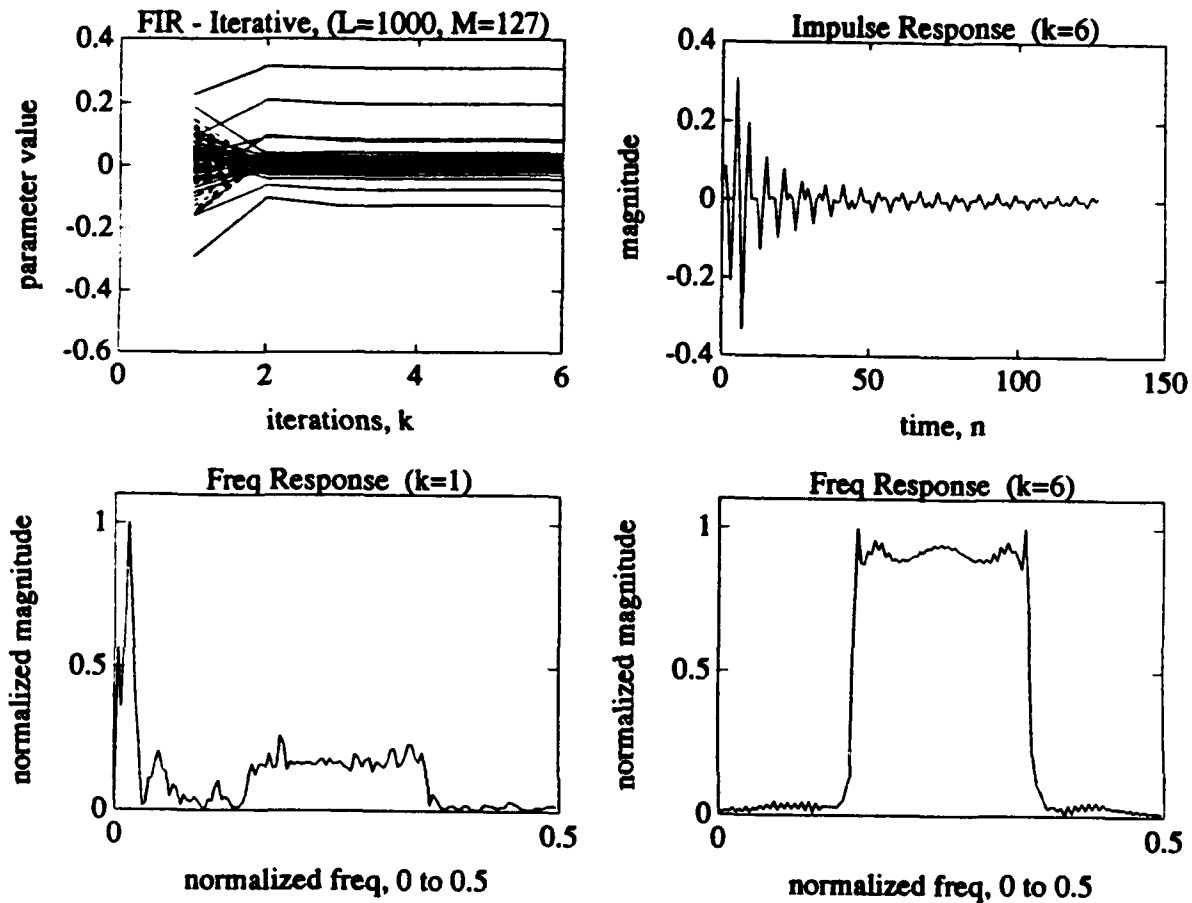 FIR - Iterative, (L=1000, M=127)
0.4
0.2
0
-0.2
-0.4
-0.6
parameter value
0
2
4
6
iterations, k
Impulse Response (k=6)
0.4
0.2
0
-0.2
-0.4
magnitude
0
50
100
150
time, n
Freq Response (k=1)
1
0.5
0
normalized magnitude
0
0.5
normalized freq, 0 to 0.5
Freq Response (k=6)
1
0.5
0
normalized magnitude
0
0.5
normalized freq, 0 to 0.5